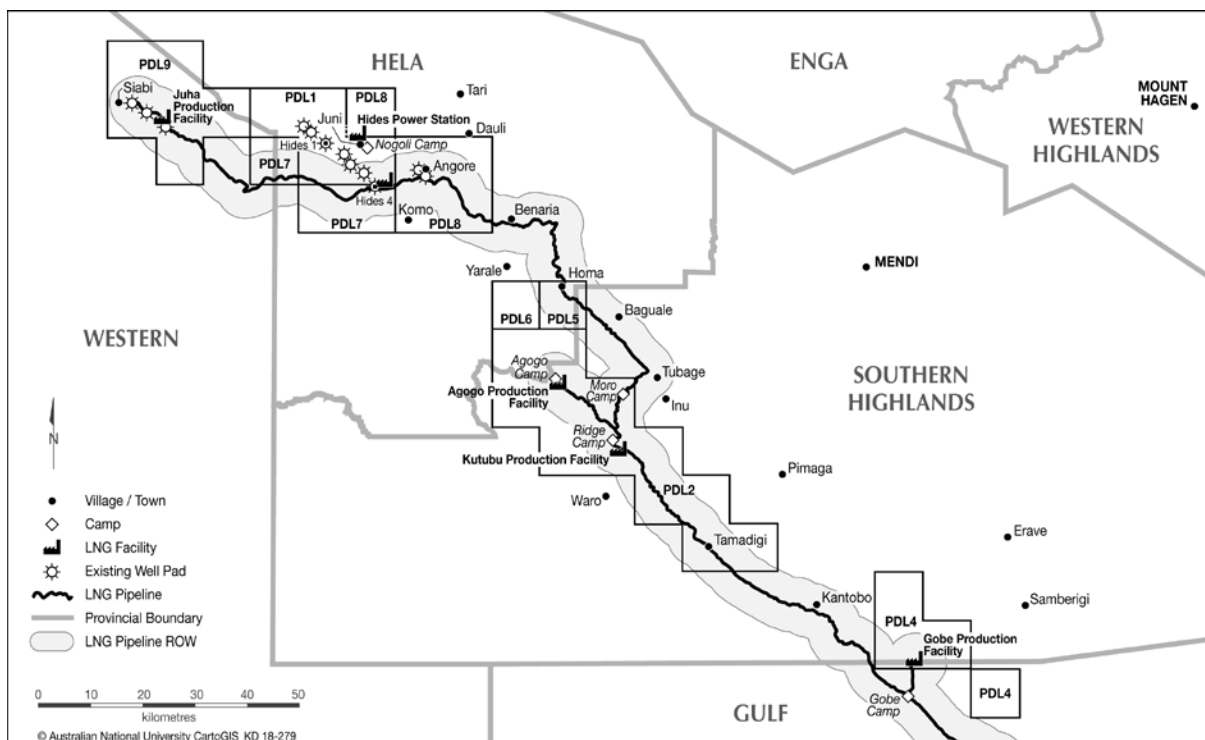 HELA
ENGA
PDL9
Siabi
Juha
Production
Facility
PDL1
PDL8
Tari
MOUNT
HAGEN
Juni
Hides Power Station
Dauli
WESTERN
HIGHLANDS
Hides 1
Nogoli Camp
PDL7
Angore
Hides 4
Komo
PDL7
PDL8
Benaria
Yarale
Homa
MENDI
PDL6
PDL5
Baguale
WESTERN
Agogo
Camp
Agogo Production
Facility
Moro
Camp
Tubage
Inu
SOUTHERN
HIGHLANDS
Ridge
Camp
Kutubu Production Facility
Pimaga
PDL2
Waro
Tamadigi
Erave
Kantobo
Samberigi
PDL4
Gobe Production
Facility
PDL4
Gobe
Camp
GULF
N
Village / Town
Camp
LNG Facility
Existing Well Pad
LNG Pipeline
Provincial Boundary
LNG Pipeline ROW
0 10 20 30 40 50
kilometres
© Australian National University CartoGIS KD 18-279